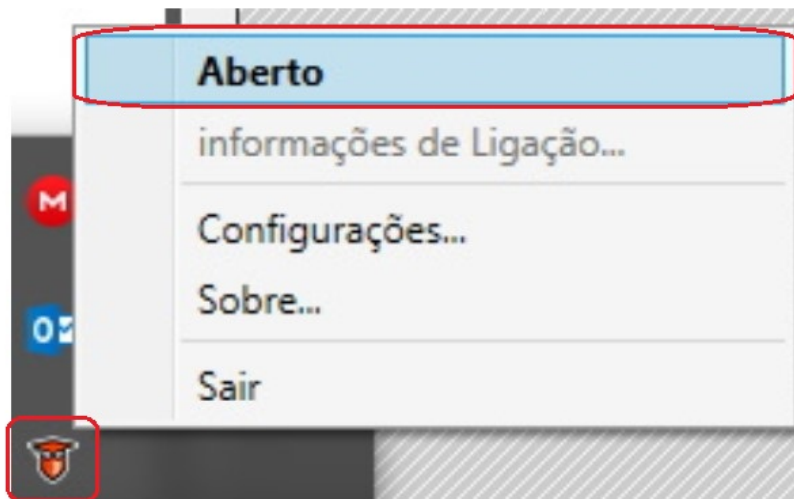 Aberto
informações de Ligação...
Configurações...
Sobre...
Sair
M
O